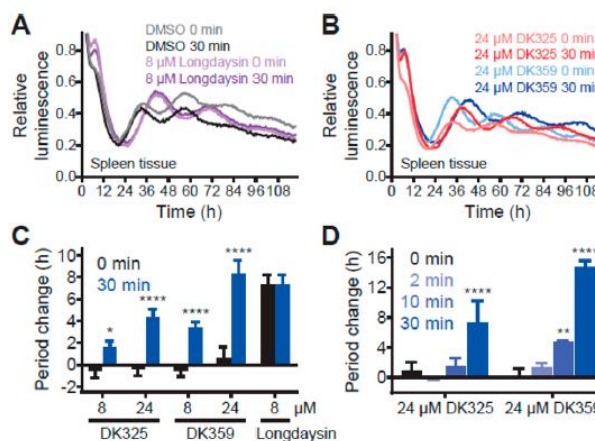 A
DMSO 0 min
DMSO 30 min
8 µM Longdaysin 0 min
8 µM Longdaysin 30 min
Relative luminescence
0.8
0.6
0.4
0.2
0.0
Spleen tissue
0 12 24 36 48 60 72 84 96108
Time (h)
B
24 µM DK325 0 min
24 µM DK325 30 min
24 µM DK359 0 min
24 µM DK359 30 min
Relative luminescence
0.8
0.6
0.4
0.2
0.0
Spleen tissue
0 12 24 36 48 60 72 84 96108
Time (h)
C
0 min
30 min
Period change (h)
10
8
6
4
2
0
-2
* **** **** ****
8 24 8 24 8 µM
DK325 DK359 Longdaysin
D
0 min
2 min
10 min
30 min
Period change (h)
16
12
8
4
0
**** ** ****
24 µM DK325 24 µM DK359